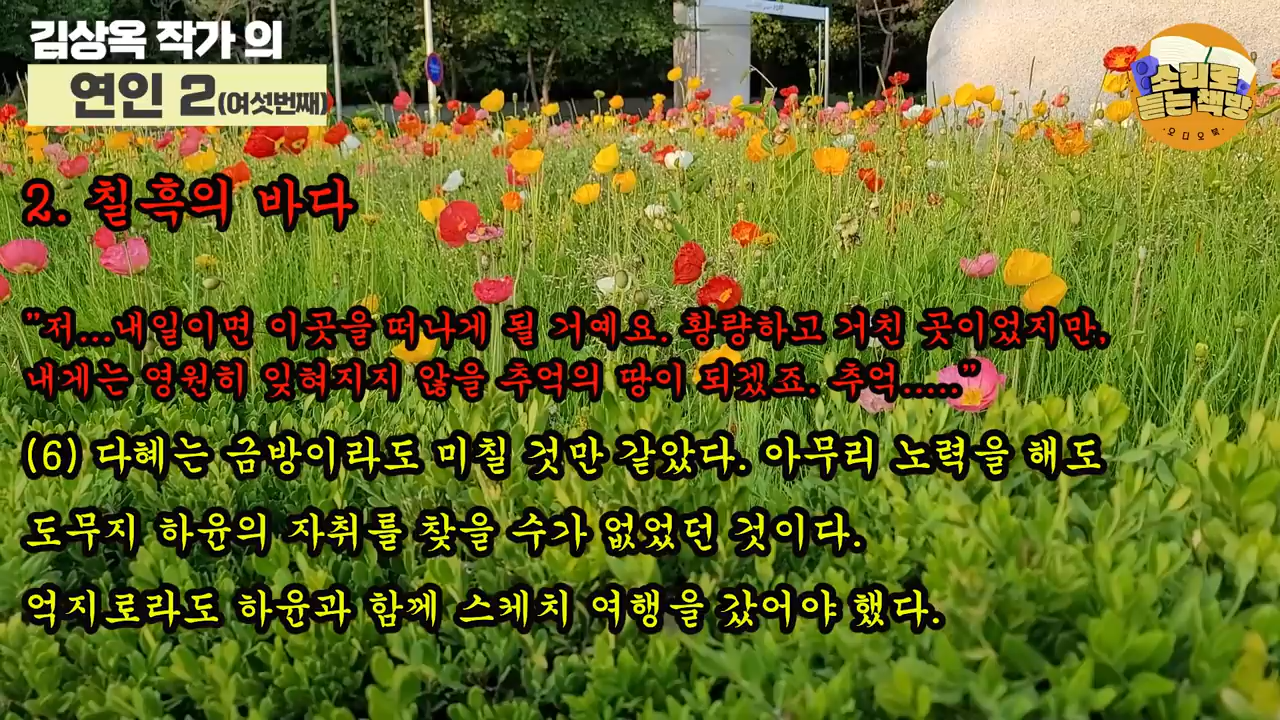 김상옥 작가 의
연인 2(여섯번째)
소리로
듣는 책방
·오디오북·
2. 칠흑의 바다
"저...내일이면 이곳을 떠나게 될 거예요. 황량하고 거친 곳이었지만,
내게는 영원히 잊혀지지 않을 추억의 땅이 되겠죠. 추억....."
(6) 다혜는 금방이라도 미칠 것만 같았다. 아무리 노력을 해도
도무지 하윤의 자취를 찾을 수가 없었던 것이다.
억지로라도 하윤과 함께 스케치 여행을 갔어야 했다.